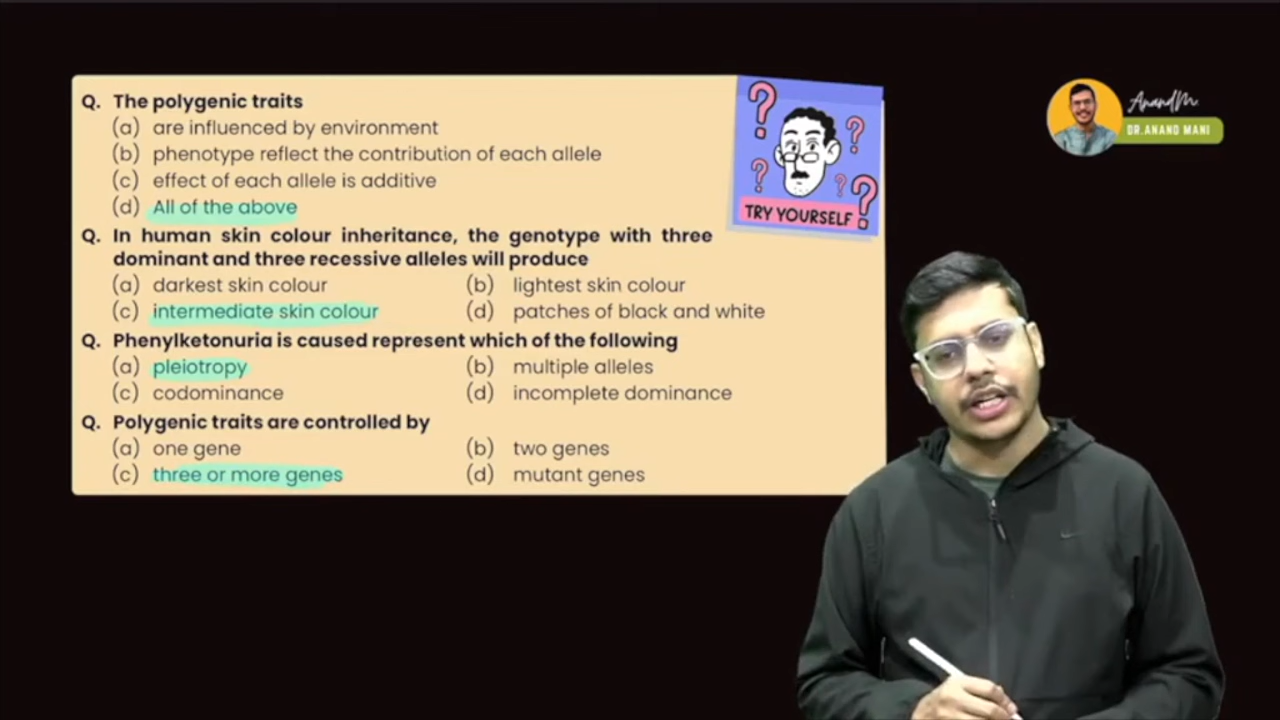 Q. The polygenic traits
(a) are influenced by environment
(b) phenotype reflect the contribution of each allele
(c) effect of each allele is additive
(d) All of the above
Q. In human skin colour inheritance, the genotype with three
dominant and three recessive alleles will produce
(a) darkest skin colour (b) lightest skin colour
(c) intermediate skin colour (d) patches of black and white
Q. Phenylketonuria is caused represent which of the following
(a) pleiotropy (b) multiple alleles
(c) codominance (d) incomplete dominance
Q. Polygenic traits are controlled by
(a) one gene (b) two genes
(c) three or more genes (d) mutant genes
? ? ? ? ?
TRY YOURSELF
AnandM.
DR.ANAND MANI